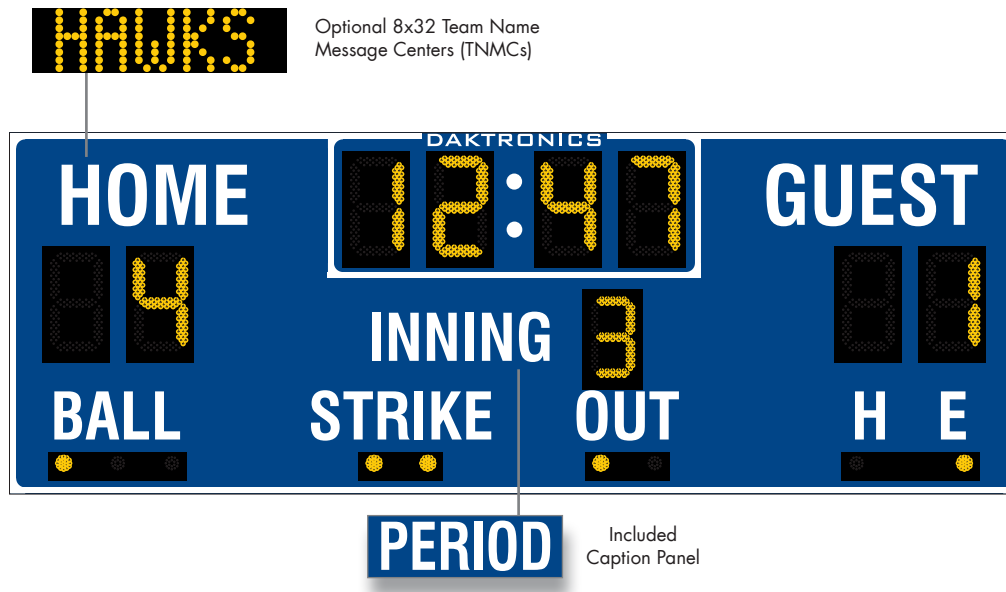 HAWKS
Optional 8x32 Team Name
Message Centers (TNMCs)
DAKTRONICS
HOME
12:47
GUEST
4
INNING 3
1
BALL STRIKE OUT H E
PERIOD
Included
Caption Panel